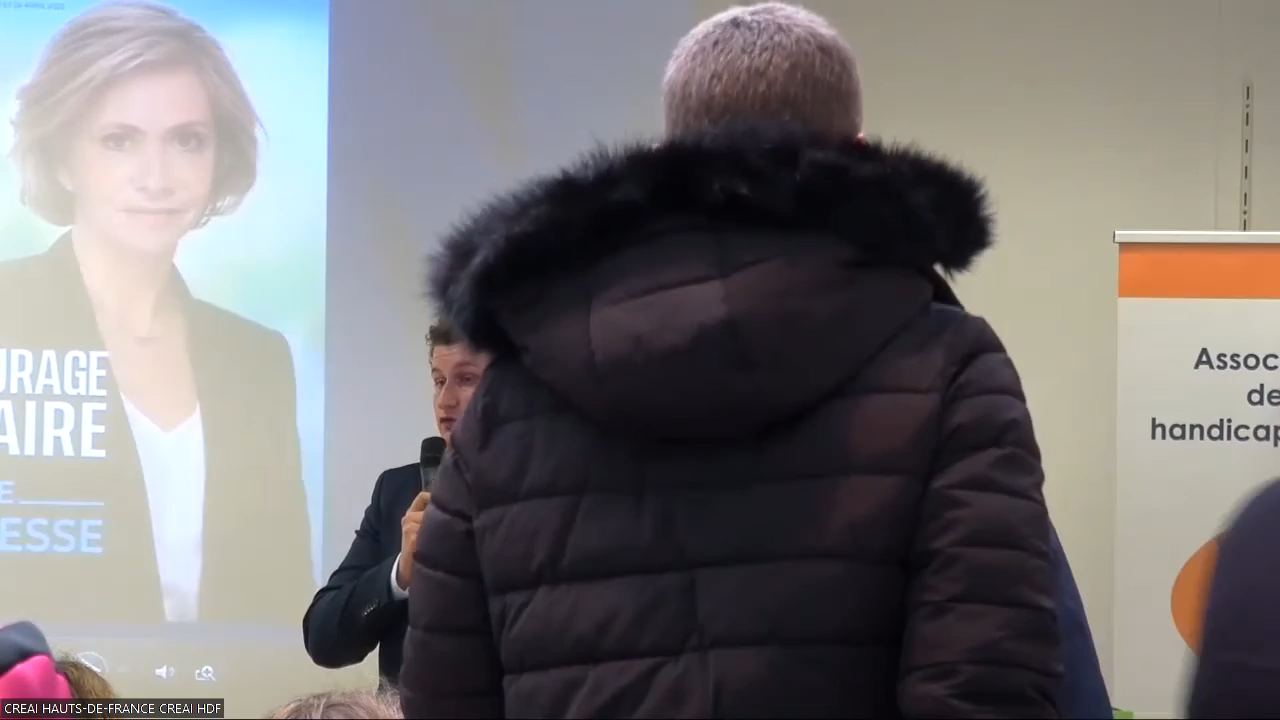 URAGE
AIRE
E
ESSE
Assoc
de
handicap
CREAI HAUTS-DE-FRANCE CREAI HDF